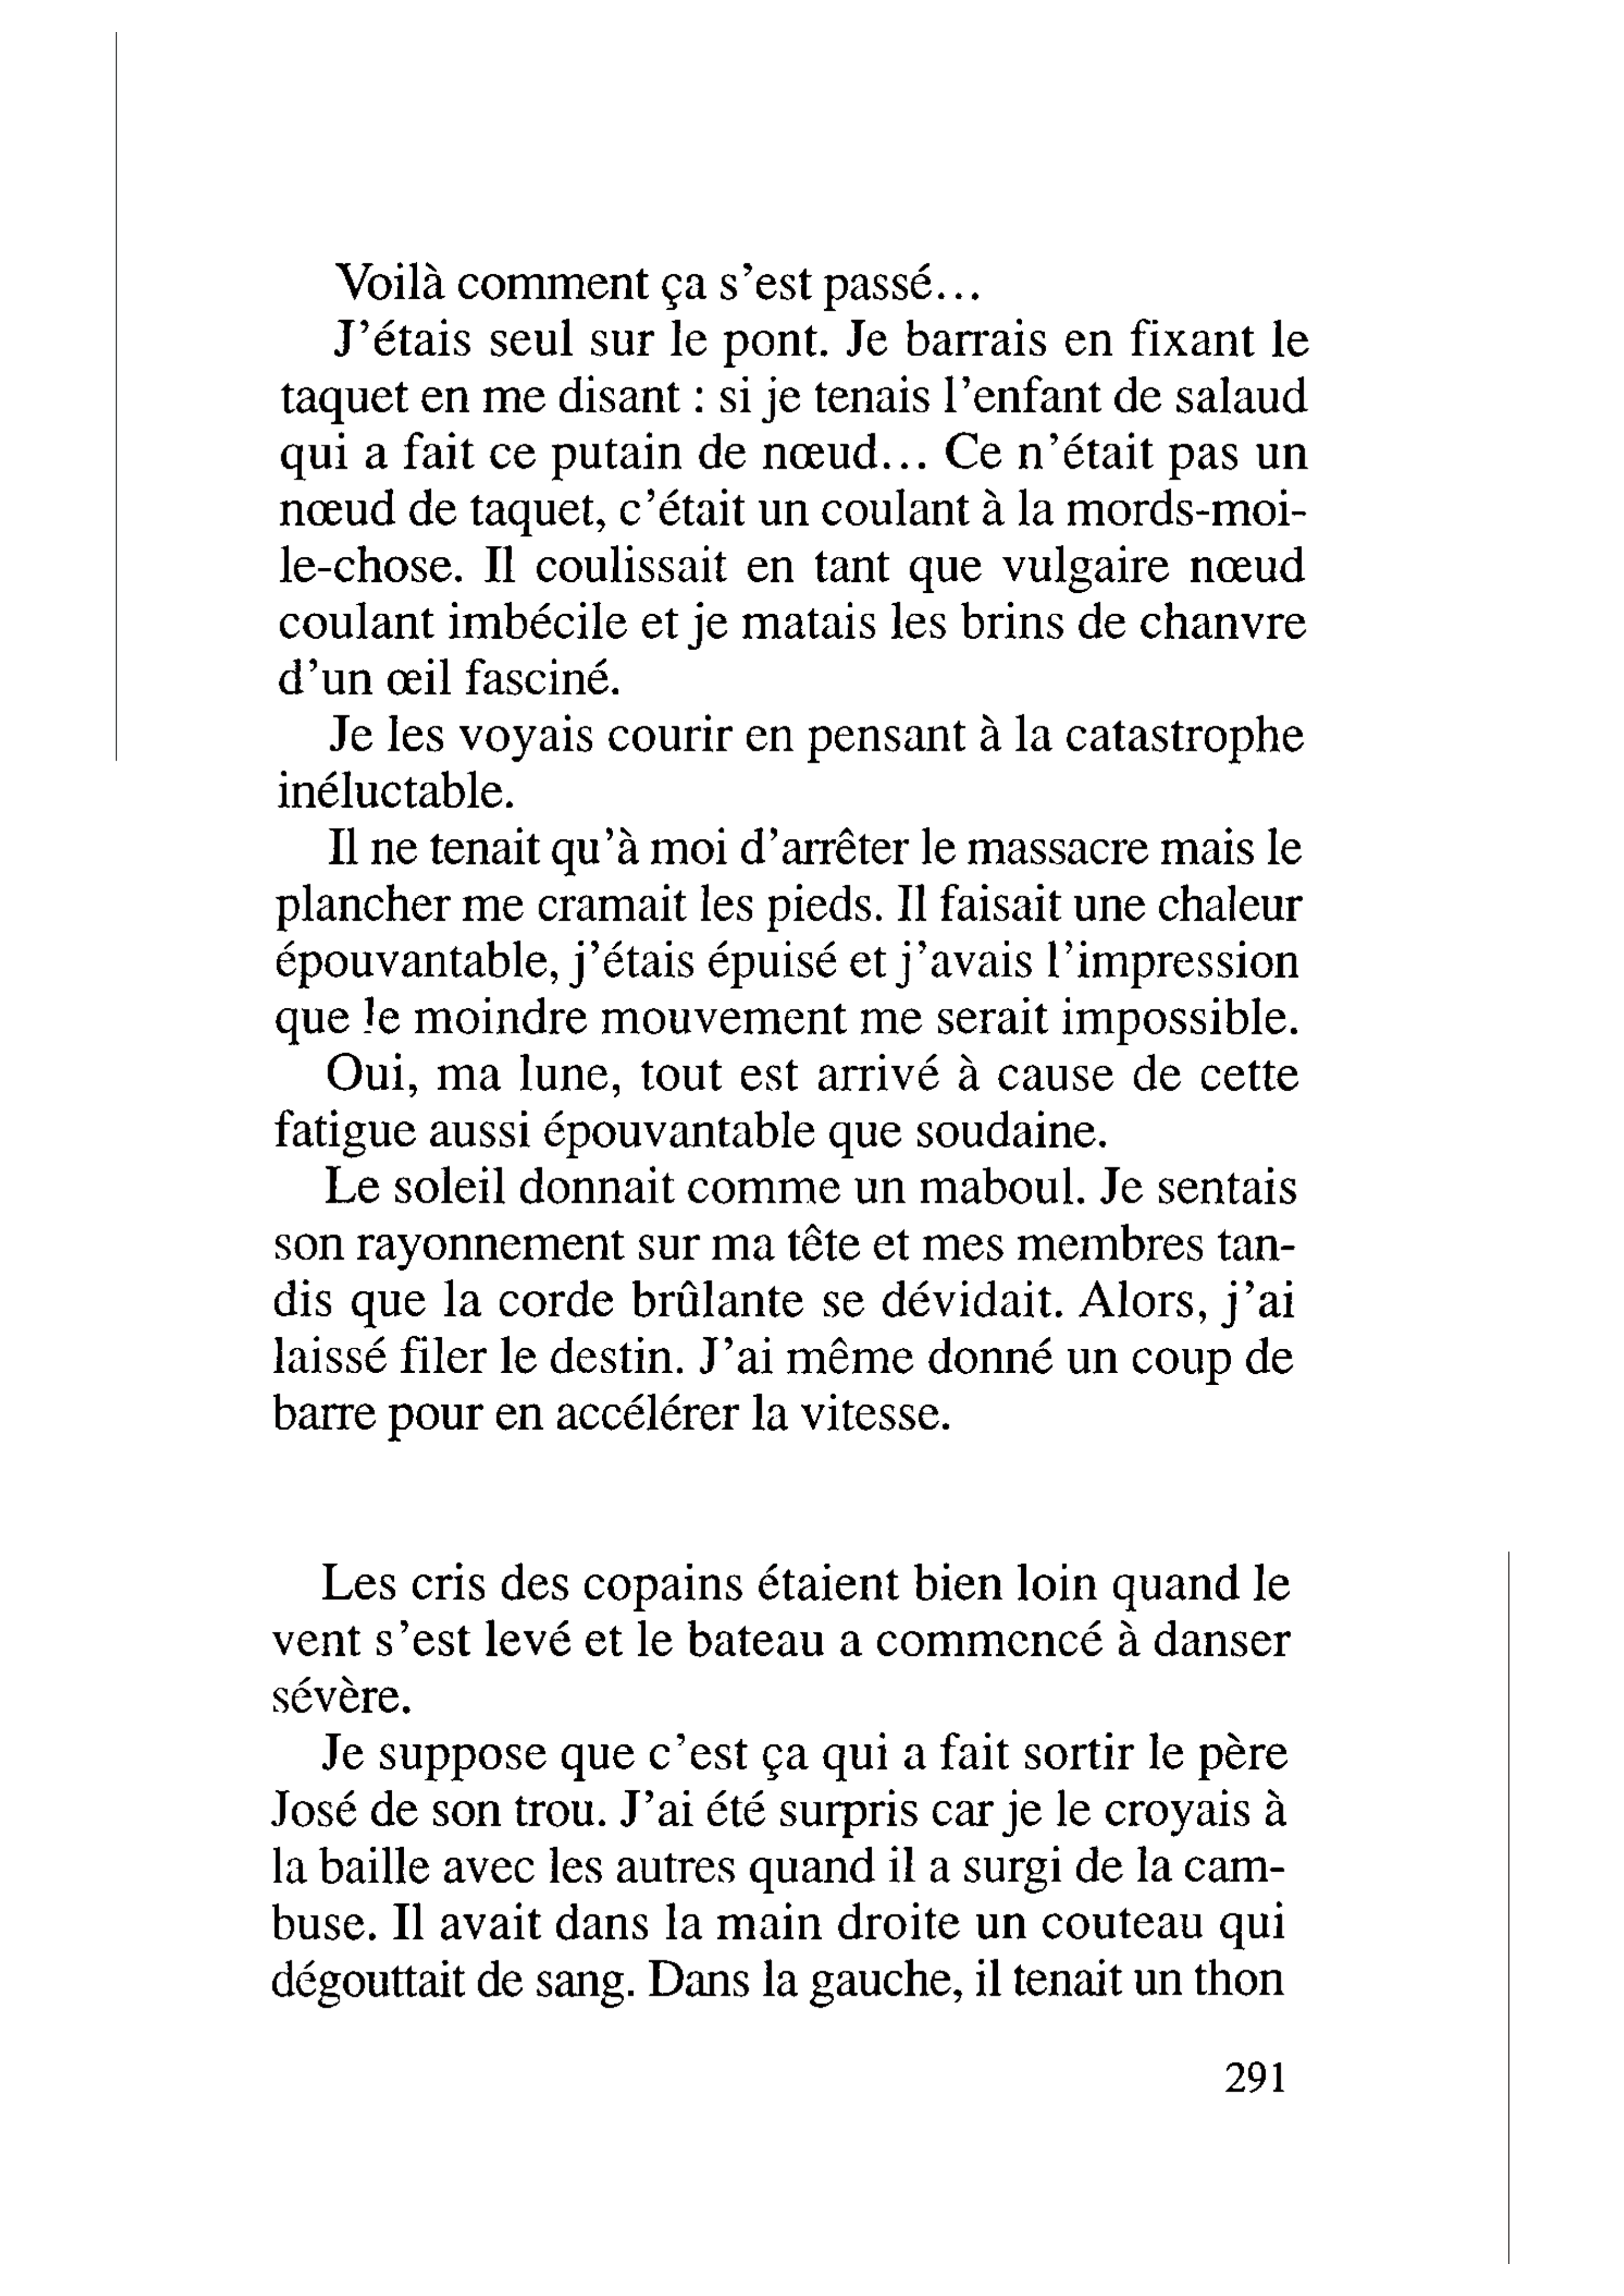 Voilà comment ça s'est passé...
J'étais seul sur le pont. Je barrais en fixant le
taquet en me disant : si je tenais l'enfant de salaud
qui a fait ce putain de nœud... Ce n'était pas un
nœud de taquet, c'était un coulant à la mords-moi-
le-chose. Il coulissait en tant que vulgaire nœud
coulant imbécile et je matais les brins de chanvre
d'un œil fasciné.
Je les voyais courir en pensant à la catastrophe
inéluctable.
Il ne tenait qu'à moi d'arrêter le massacre mais le
plancher me cramait les pieds. Il faisait une chaleur
épouvantable, j'étais épuisé et j'avais l'impression
que le moindre mouvement me serait impossible.
Oui, ma lune, tout est arrivé à cause de cette
fatigue aussi épouvantable que soudaine.
Le soleil donnait comme un maboul. Je sentais
son rayonnement sur ma tête et mes membres tan-
dis que la corde brûlante se dévidait. Alors, j'ai
laissé filer le destin. J'ai même donné un coup de
barre pour en accélérer la vitesse.
Les cris des copains étaient bien loin quand le
vent s'est levé et le bateau a commencé à danser
sévère.
Je suppose que c'est ça qui a fait sortir le père
José de son trou. J'ai été surpris car je le croyais à
la baille avec les autres quand il a surgi de la cam-
buse. Il avait dans la main droite un couteau qui
dégouttait de sang. Dans la gauche, il tenait un thon
291